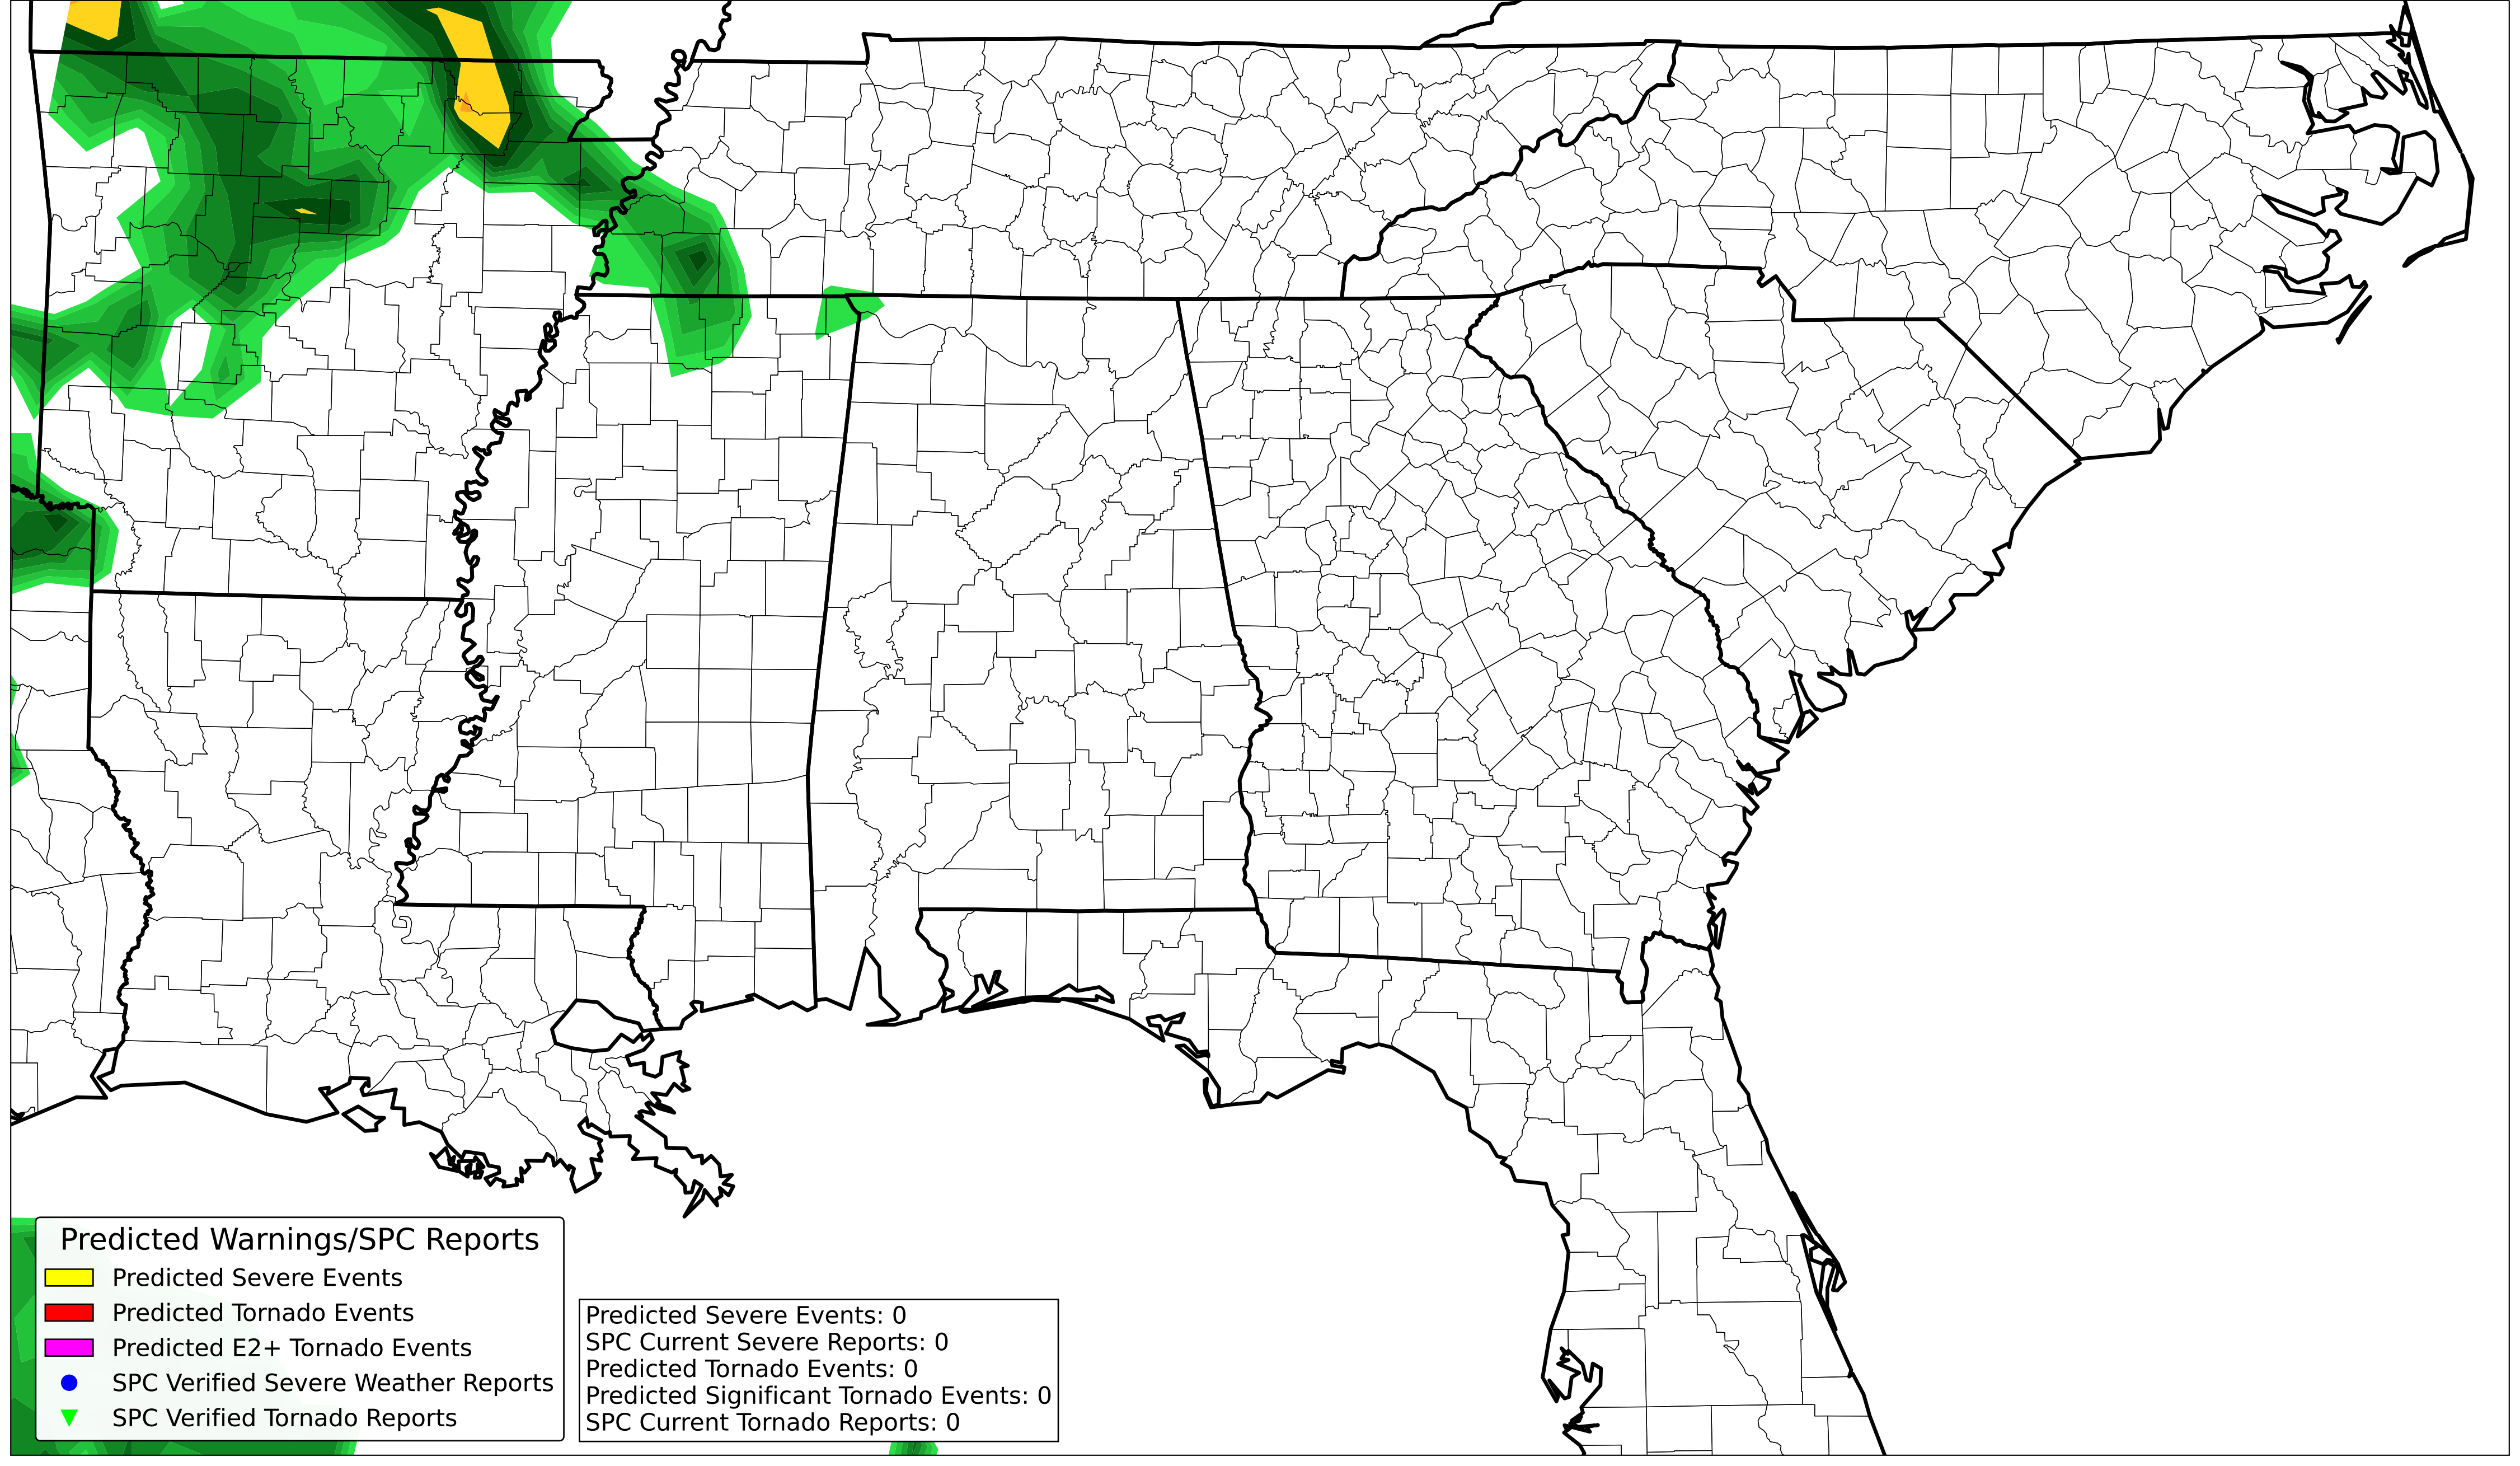 Predicted Warnings/SPC Reports
Predicted Severe Events
Predicted Tornado Events
Predicted E2+ Tornado Events
SPC Verified Severe Weather Reports
SPC Verified Tornado Reports
Predicted Severe Events: 0
SPC Current Severe Reports: 0
Predicted Tornado Events: 0
Predicted Significant Tornado Events: 0
SPC Current Tornado Reports: 0